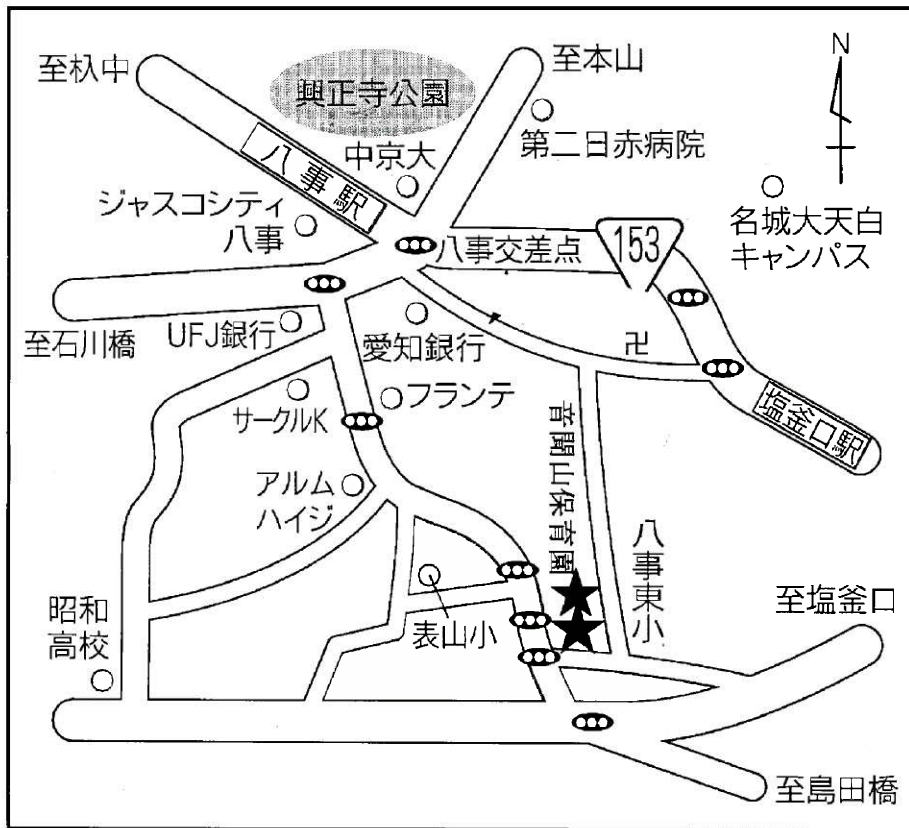 至杁中
興正寺公園
至本山
N
八事駅
中京大
第二日赤病院
ジャスコシティ
八事
八事交差点
153
名城大天白
キャンパス
至石川橋
UFJ銀行
愛知銀行
卍
サークルK
フランテ
塩釜口駅
アルム
ハイジ
音聞山保育園
八事東小
昭和
高校
表山小
至塩釜口
至島田橋